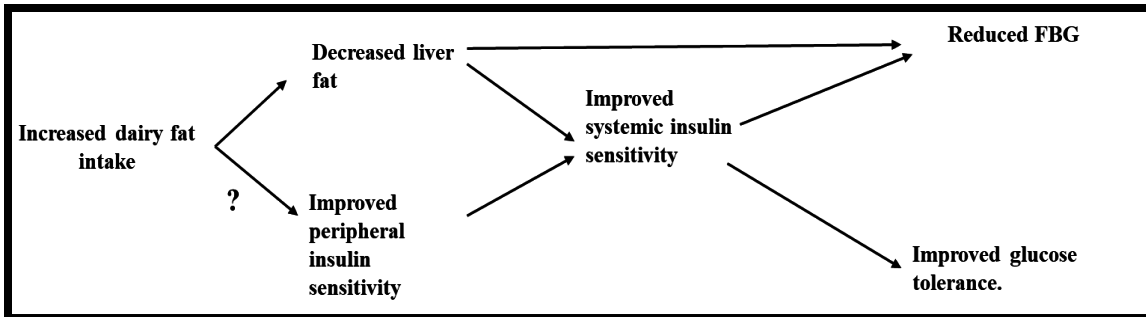 Increased dairy fat
intake
?
Decreased liver
fat
Improved
peripheral
insulin
sensitivity
Improved
systemic insulin
sensitivity
Reduced FBG
Improved glucose
tolerance.